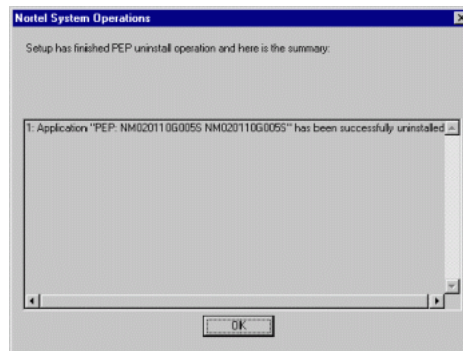 Nortel System Operations
Setup has finished PEP uninstall operation and here is the summary:
1: Application "PEP: NM020110G005S NM020110G005S" has been successfully uninstalled
OK